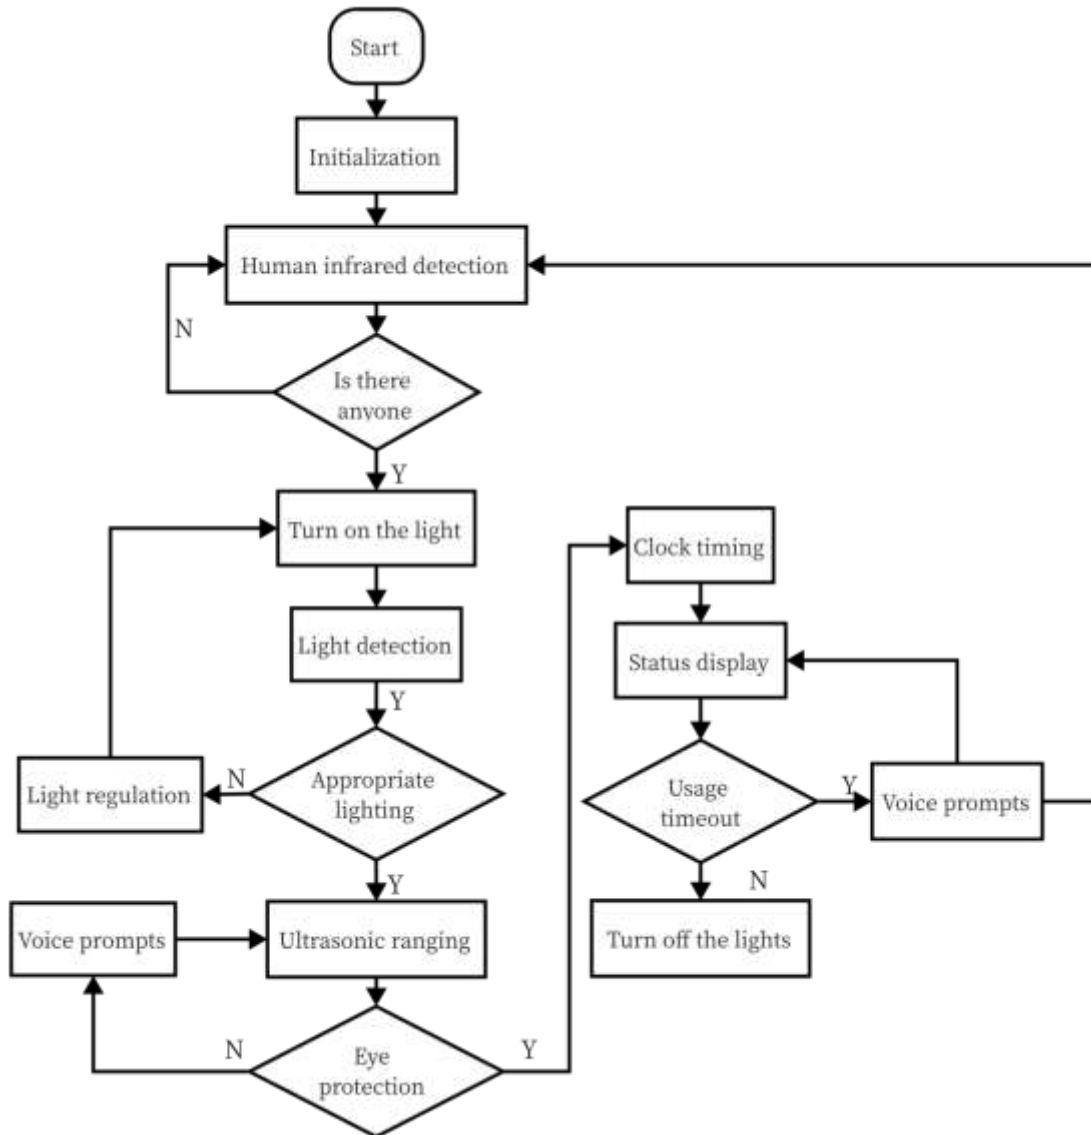 Start
Initialization
Human infrared detection
N
Is there
anyone
Y
Turn on the light
Clock timing
Light detection
Status display
Y
Light regulation
N
Appropriate
lighting
Usage
timeout
Y
Voice prompts
Y
N
Voice prompts
Ultrasonic ranging
Turn off the lights
N
Eye
protection
Y